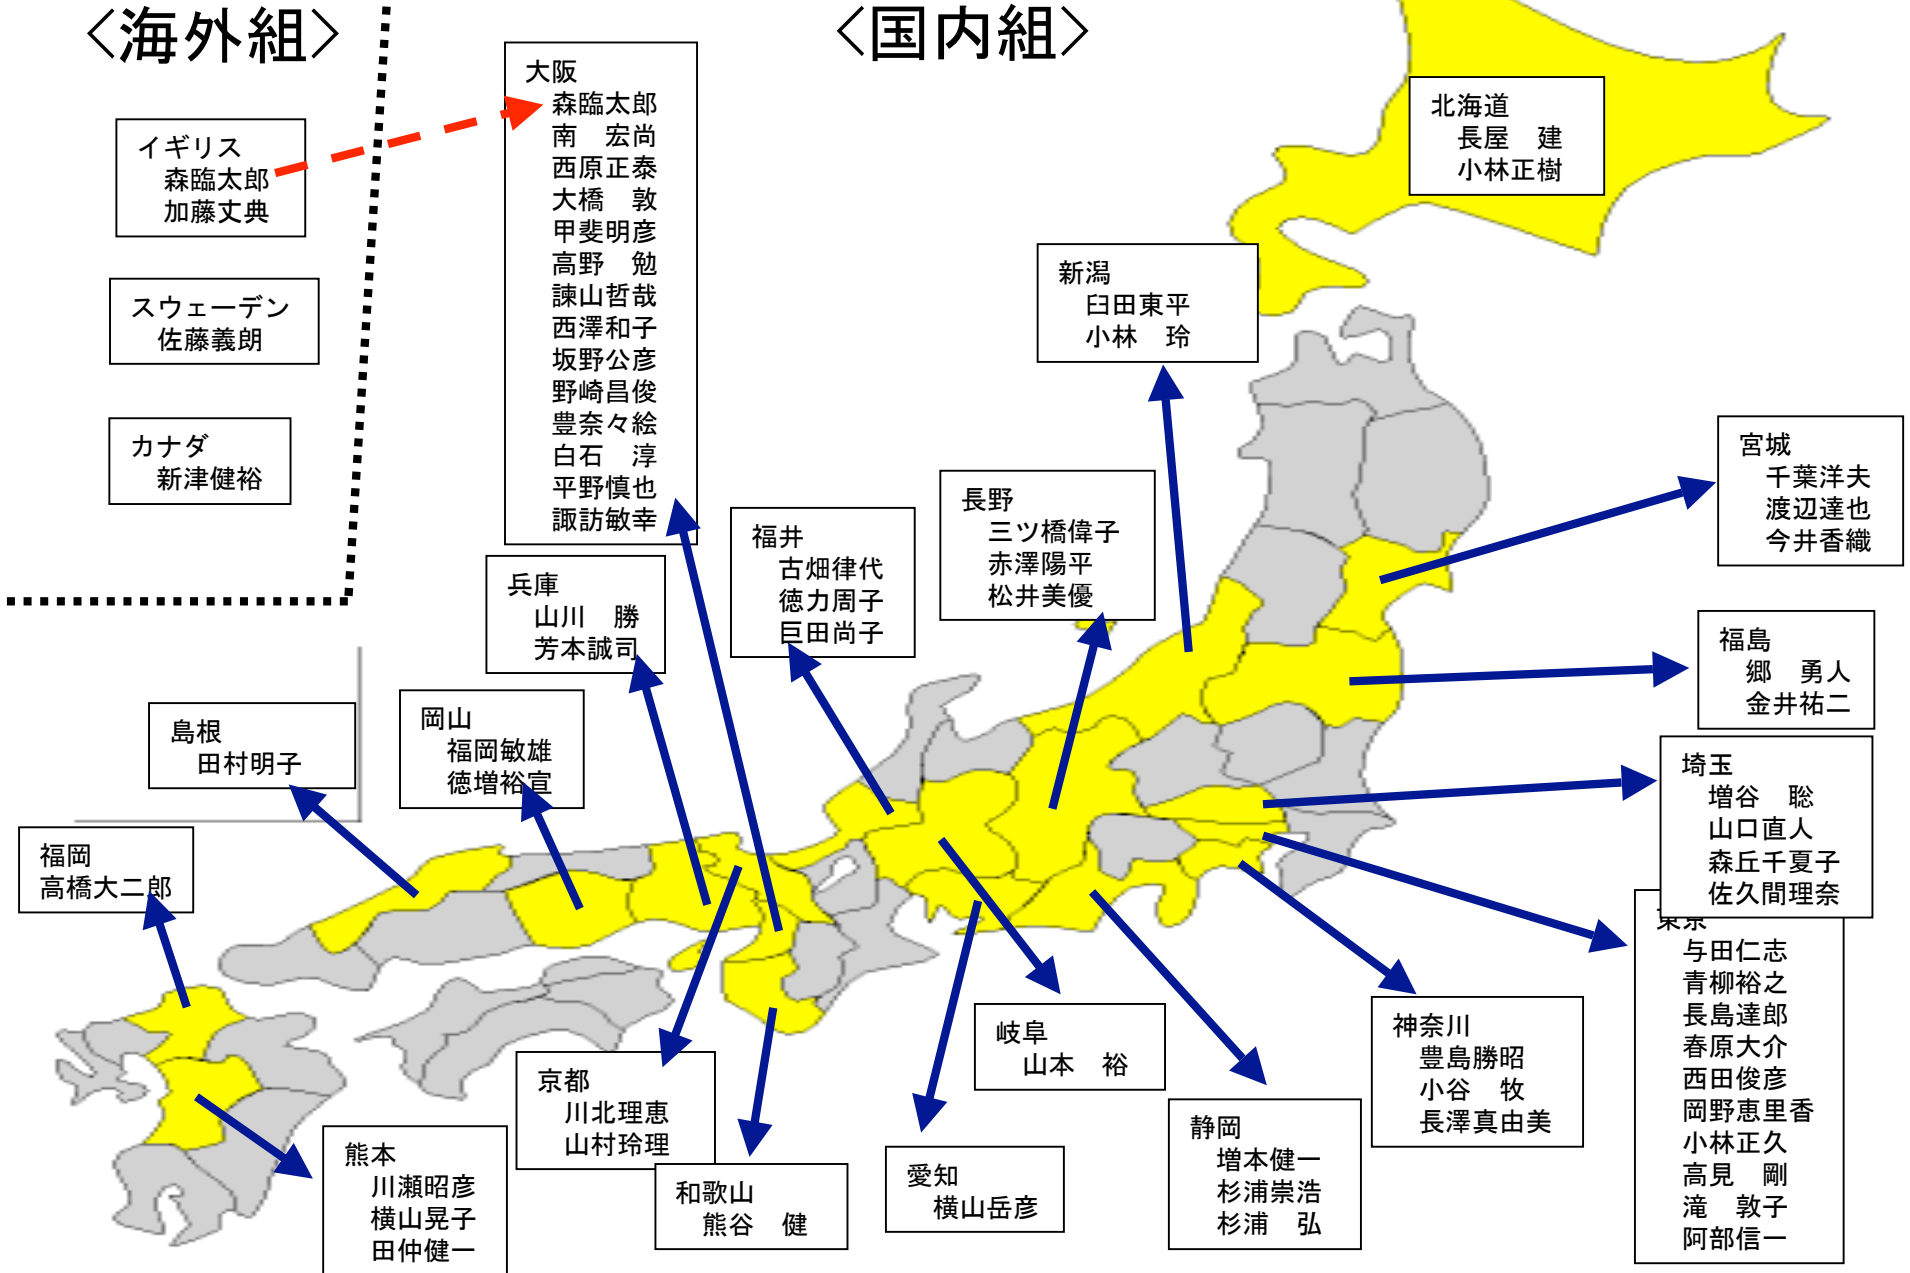 〈海外組〉
イギリス
森臨太郎
加藤丈典
スウェーデン
佐藤義朗
カナダ
新津健裕
〈国内組〉
大阪
森臨太郎
南　宏尚
西原正泰
大橋　敦
甲斐明彦
高野　勉
諫山哲哉
西澤和子
坂野公彦
野崎昌俊
豊奈々絵
白石　淳
平野慎也
諏訪敏幸
北海道
長屋　建
小林正樹
新潟
臼田東平
小林　玲
宮城
千葉洋夫
渡辺達也
今井香織
長野
三ツ橋偉子
赤澤陽平
松井美優
福井
古畑律代
徳力周子
巨田尚子
兵庫
山川　勝
芳本誠司
福島
郷　勇人
金井祐二
岡山
福岡敏雄
徳増裕宣
島根
田村明子
埼玉
増谷　聡
山口直人
森丘千夏子
佐久間理奈
福岡
高橋大二郎
東京
与田仁志
青柳裕之
長島達郎
春原大介
西田俊彦
岡野恵里香
小林正久
高見　剛
滝　敦子
阿部信一
神奈川
豊島勝昭
小谷　牧
長澤真由美
岐阜
山本　裕
静岡
増本健一
杉浦崇浩
杉浦　弘
愛知
横山岳彦
京都
川北理恵
山村玲理
和歌山
熊谷　健
熊本
川瀬昭彦
横山晃子
田仲健一